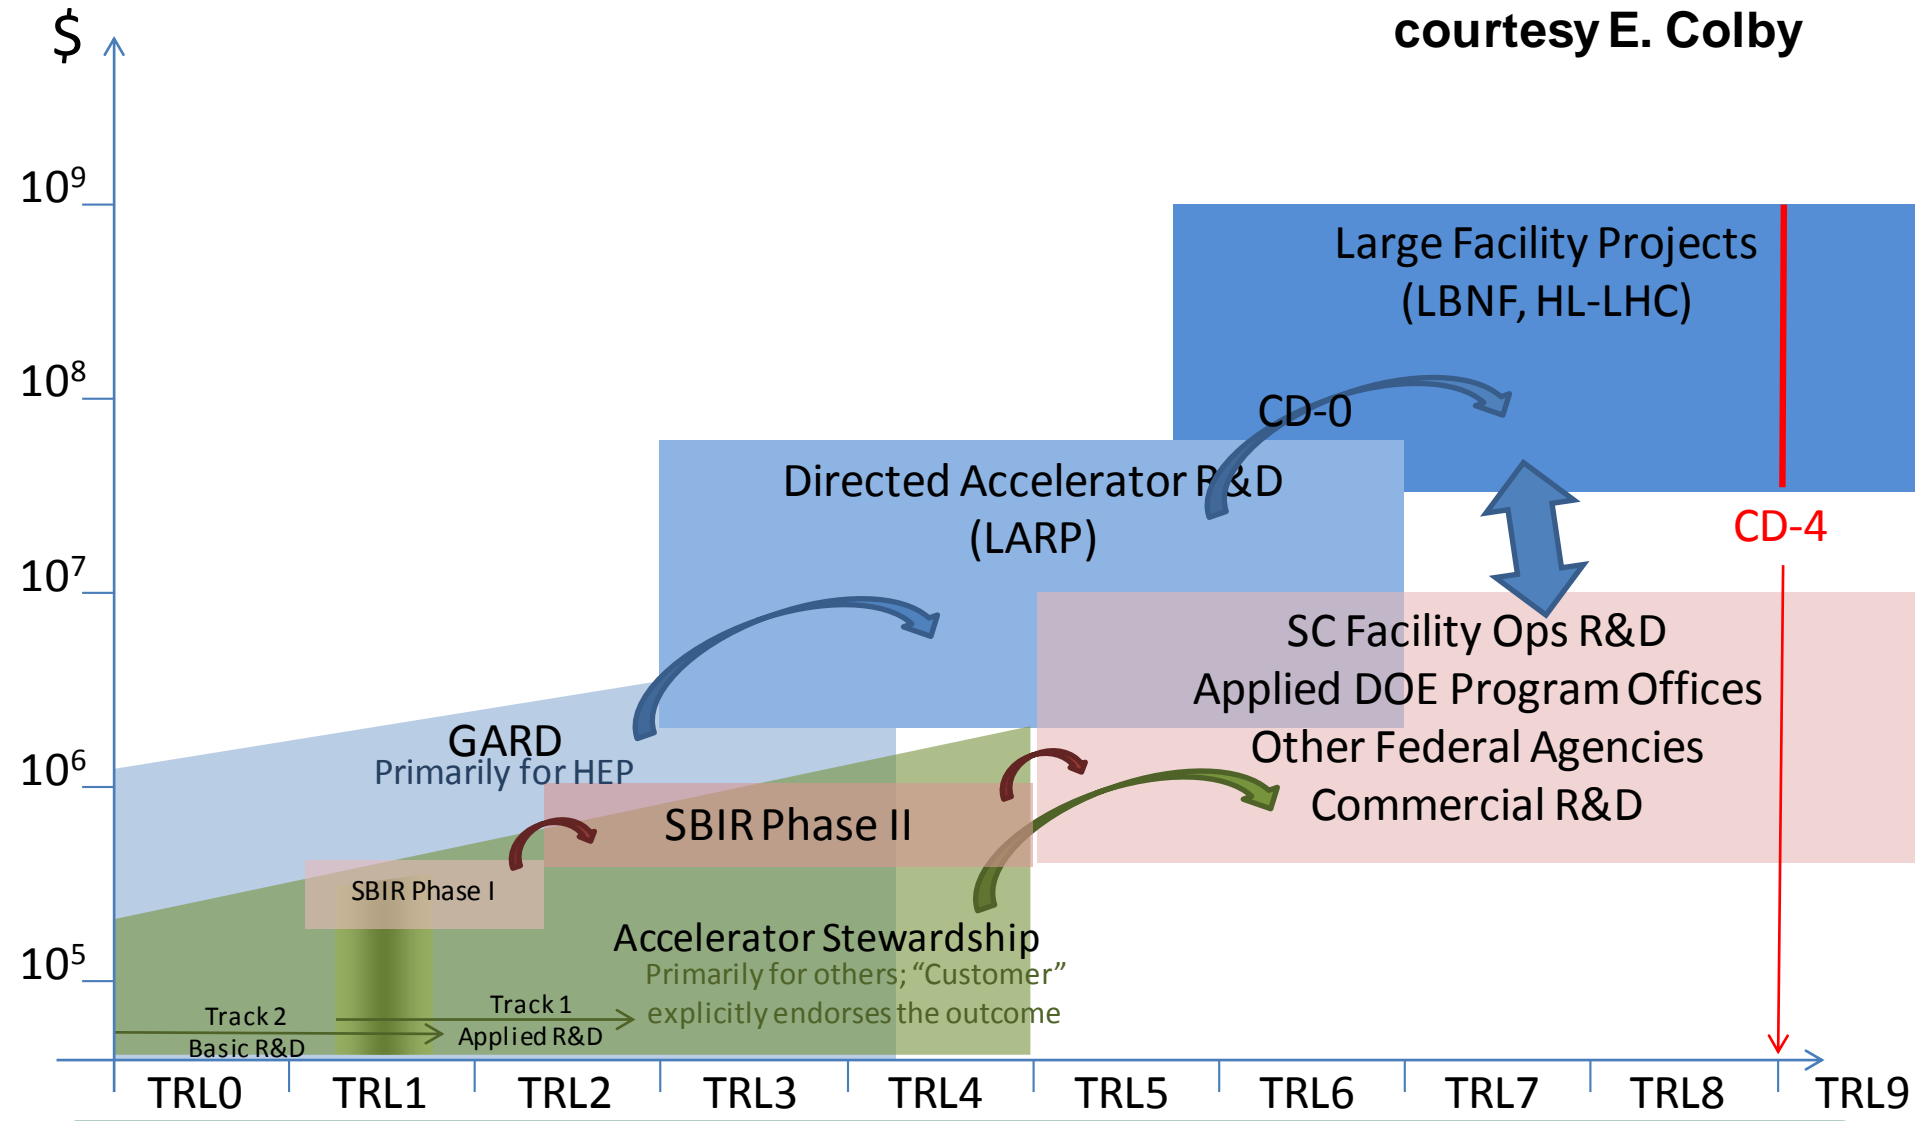 courtesy E. Colby
$
10⁹
Large Facility Projects
(LBNF, HL-LHC)
10⁸
CD-0
Directed Accelerator R&D
(LARP)
CD-4
10⁷
SC Facility Ops R&D
Applied DOE Program Offices
Other Federal Agencies
Commercial R&D
GARD
Primarily for HEP
10⁶
SBIR Phase II
SBIR Phase I
Accelerator Stewardship
Primarily for others; “Customer”
explicitly endorses the outcome
10⁵
Track 2
Basic R&D
Track 1
Applied R&D
TRL0 TRL1 TRL2 TRL3 TRL4 TRL5 TRL6 TRL7 TRL8 TRL9